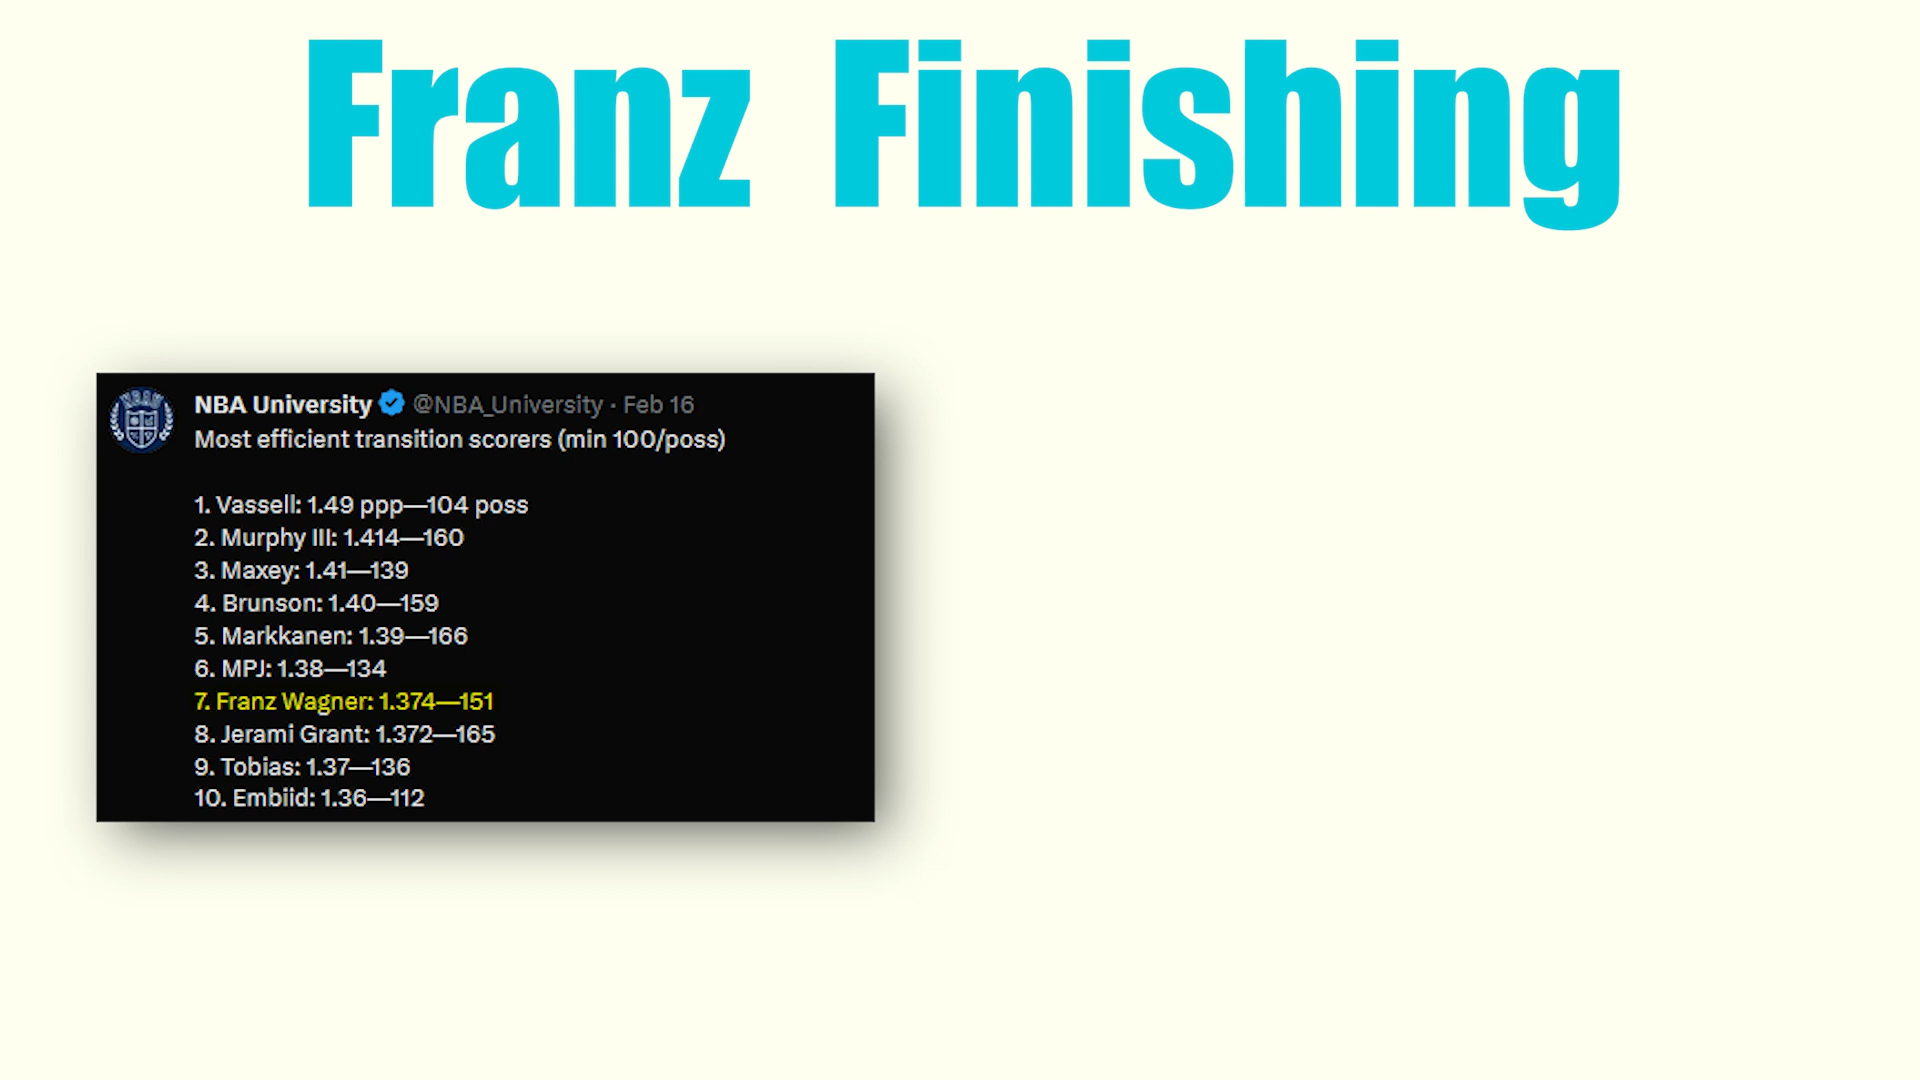 Franz Finishing
NBA University @NBA_University · Feb 16
Most efficient transition scorers (min 100/poss)
1. Vassell: 1.49 ppp—104 poss
2. Murphy III: 1.414—160
3. Maxey: 1.41—139
4. Brunson: 1.40—159
5. Markkanen: 1.39—166
6. MPJ: 1.38—134
7. Franz Wagner: 1.374—151
8. Jerami Grant: 1.372—165
9. Tobias: 1.37—136
10. Embiid: 1.36—112